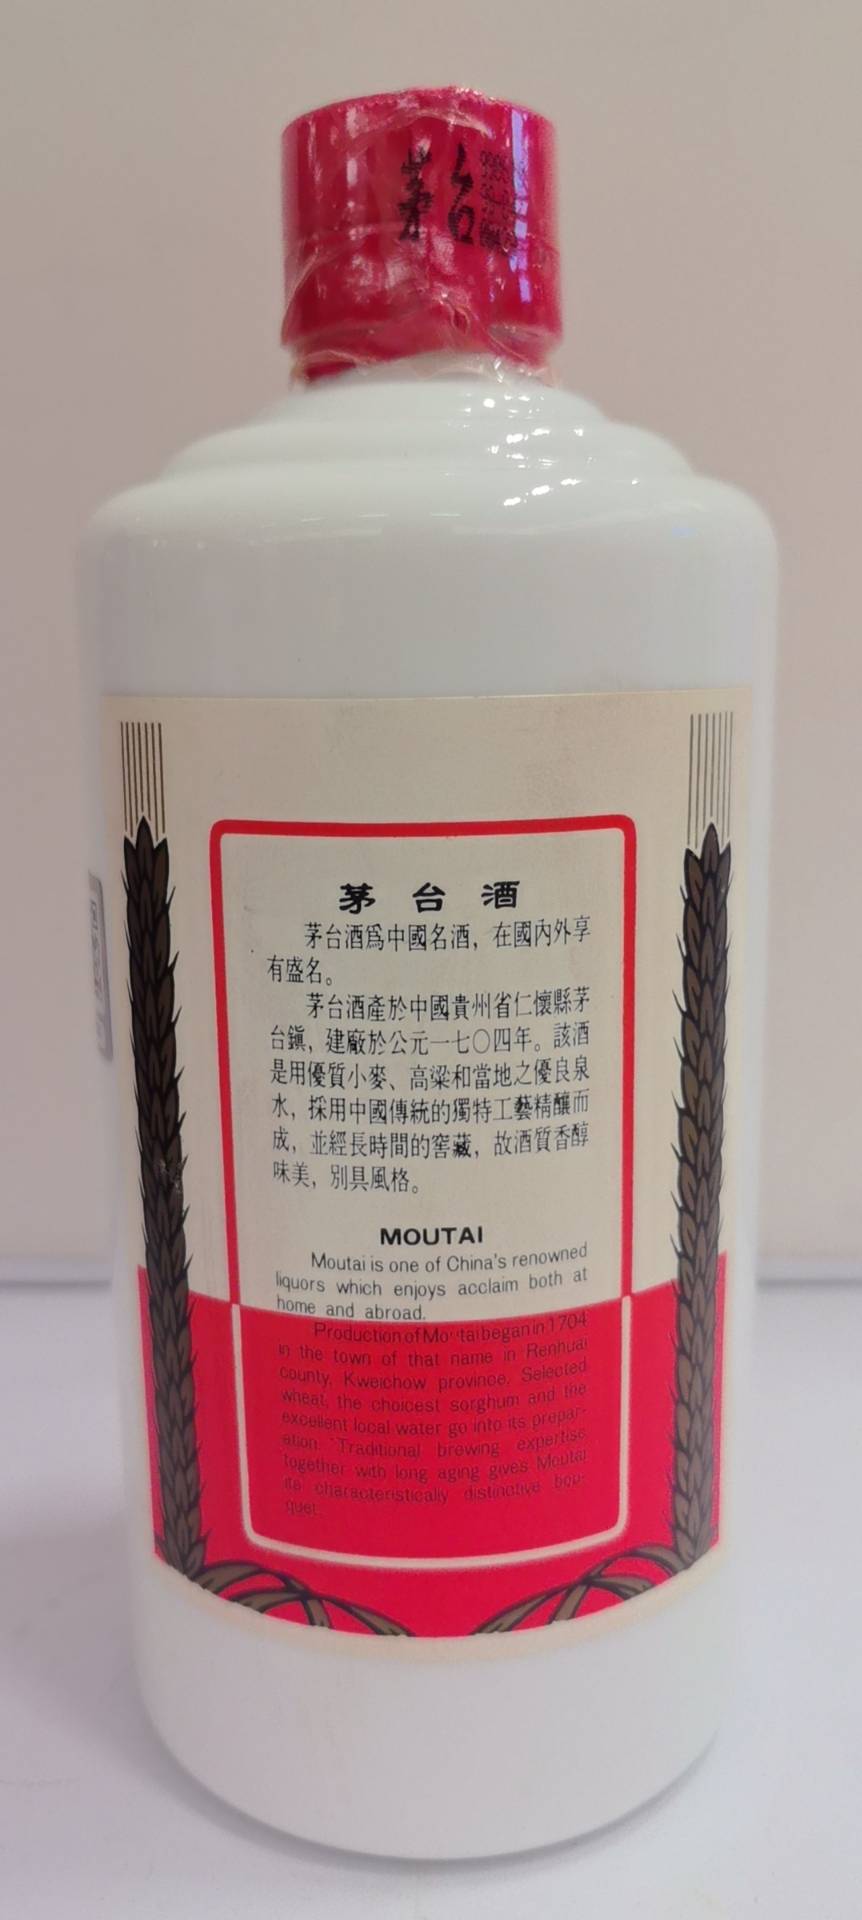 茅台
茅台酒
茅台酒爲中國名酒，在國內外享
有盛名。
茅台酒產於中國貴州省仁懷縣茅
台鎭，建廠於公元一七〇四年。該酒
是用優質小麥、高粱和當地之優良泉
水，採用中國傳統的獨特工藝精釀而
成，並經長時間的窖藏，故酒質香醇
味美，別具風格。
MOUTAI
Moutai is one of China's renowned
liquors which enjoys acclaim both at
home and abroad.
Production of Moutai began in 1704
in the town of that name in Renhuai
county, Kweichow province. Selected
wheat, the choicest sorghum and the
excellent local water go into its prepar-
ation. Traditional brewing expertise
together with long aging gives Moutai
its characteristically distinctive bou-
quet.